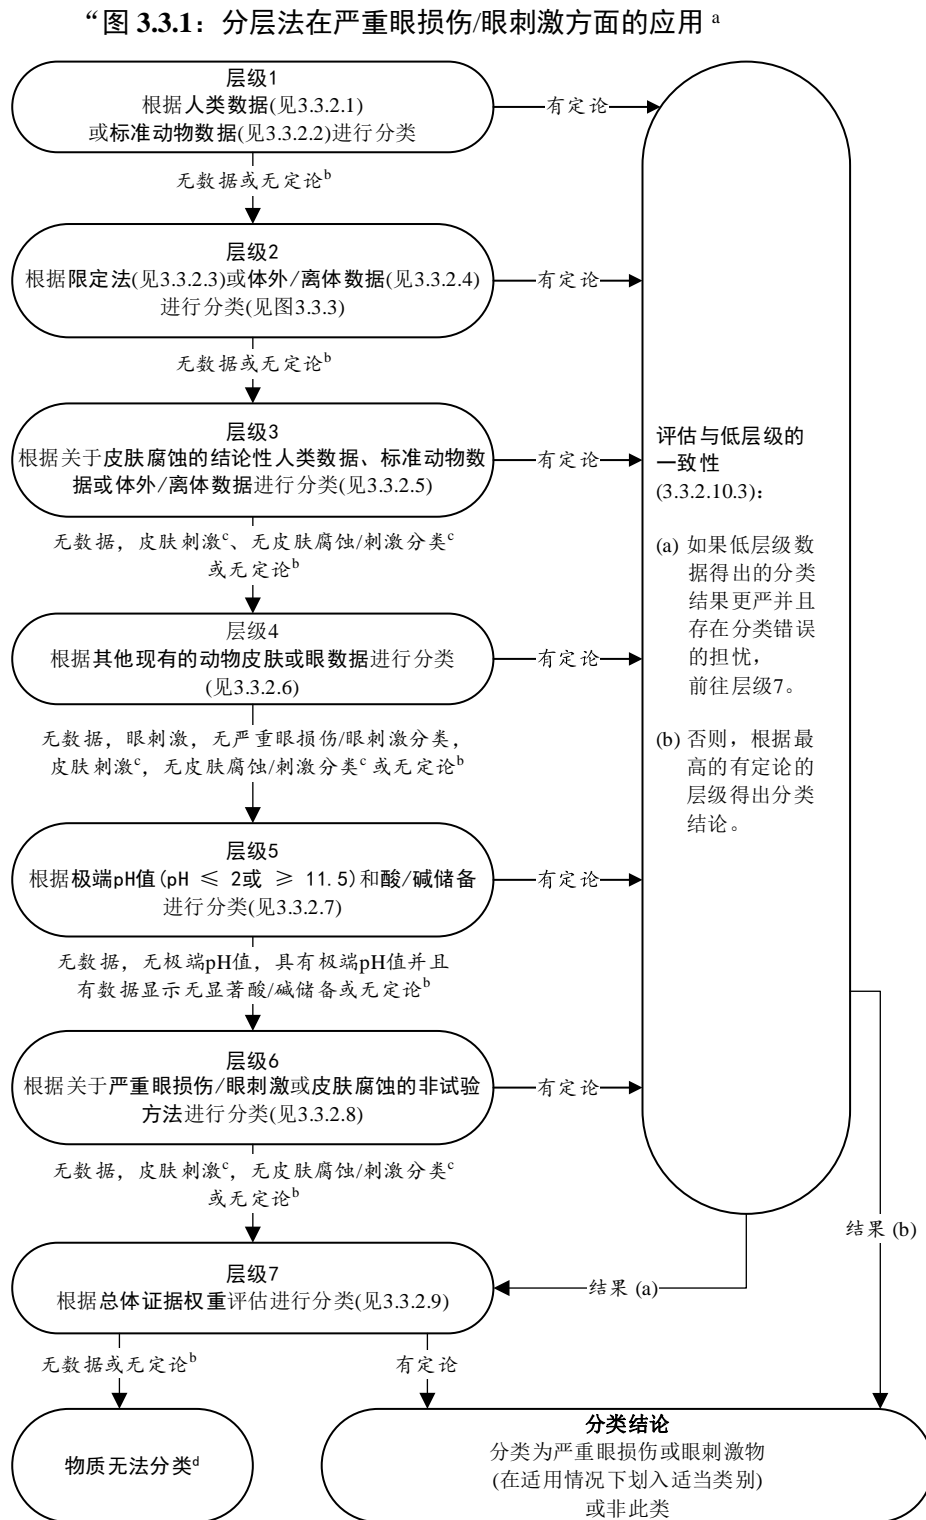 “图 3.3.1：分层法在严重眼损伤/眼刺激方面的应用 a
层级1
根据人类数据(见3.3.2.1)
或标准动物数据(见3.3.2.2)进行分类
有定论
无数据或无定论b
层级2
根据限定法(见3.3.2.3)或体外/离体数据(见3.3.2.4)
进行分类(见图3.3.3)
有定论
无数据或无定论b
层级3
根据关于皮肤腐蚀的结论性人类数据、标准动物数
据或体外/离体数据进行分类(见3.3.2.5)
有定论
无数据，皮肤刺激c、无皮肤腐蚀/刺激分类c
或无定论b
层级4
根据其他现有的动物皮肤或眼数据进行分类
(见3.3.2.6)
有定论
无数据，眼刺激，无严重眼损伤/眼刺激分类，
皮肤刺激c，无皮肤腐蚀/刺激分类c 或无定论b
层级5
根据极端pH值(pH ≤ 2或 ≥ 11.5)和酸/碱储备
进行分类(见3.3.2.7)
有定论
无数据，无极端pH值，具有极端pH值并且
有数据显示无显著酸/碱储备或无定论b
层级6
根据关于严重眼损伤/眼刺激或皮肤腐蚀的非试验
方法进行分类(见3.3.2.8)
有定论
无数据，皮肤刺激c，无皮肤腐蚀/刺激分类c
或无定论b
评估与低层级的
一致性
(3.3.2.10.3)：
(a) 如果低层级数
据得出的分类
结果更严并且
存在分类错误
的担忧，
前往层级7。
(b) 否则，根据最
高的有定论的
层级得出分类
结论。
结果 (b)
结果 (a)
层级7
根据总体证据权重评估进行分类(见3.3.2.9)
无数据或无定论b
有定论
物质无法分类d
分类结论
分类为严重眼损伤或眼刺激物
(在适用情况下划入适当类别)
或非此类